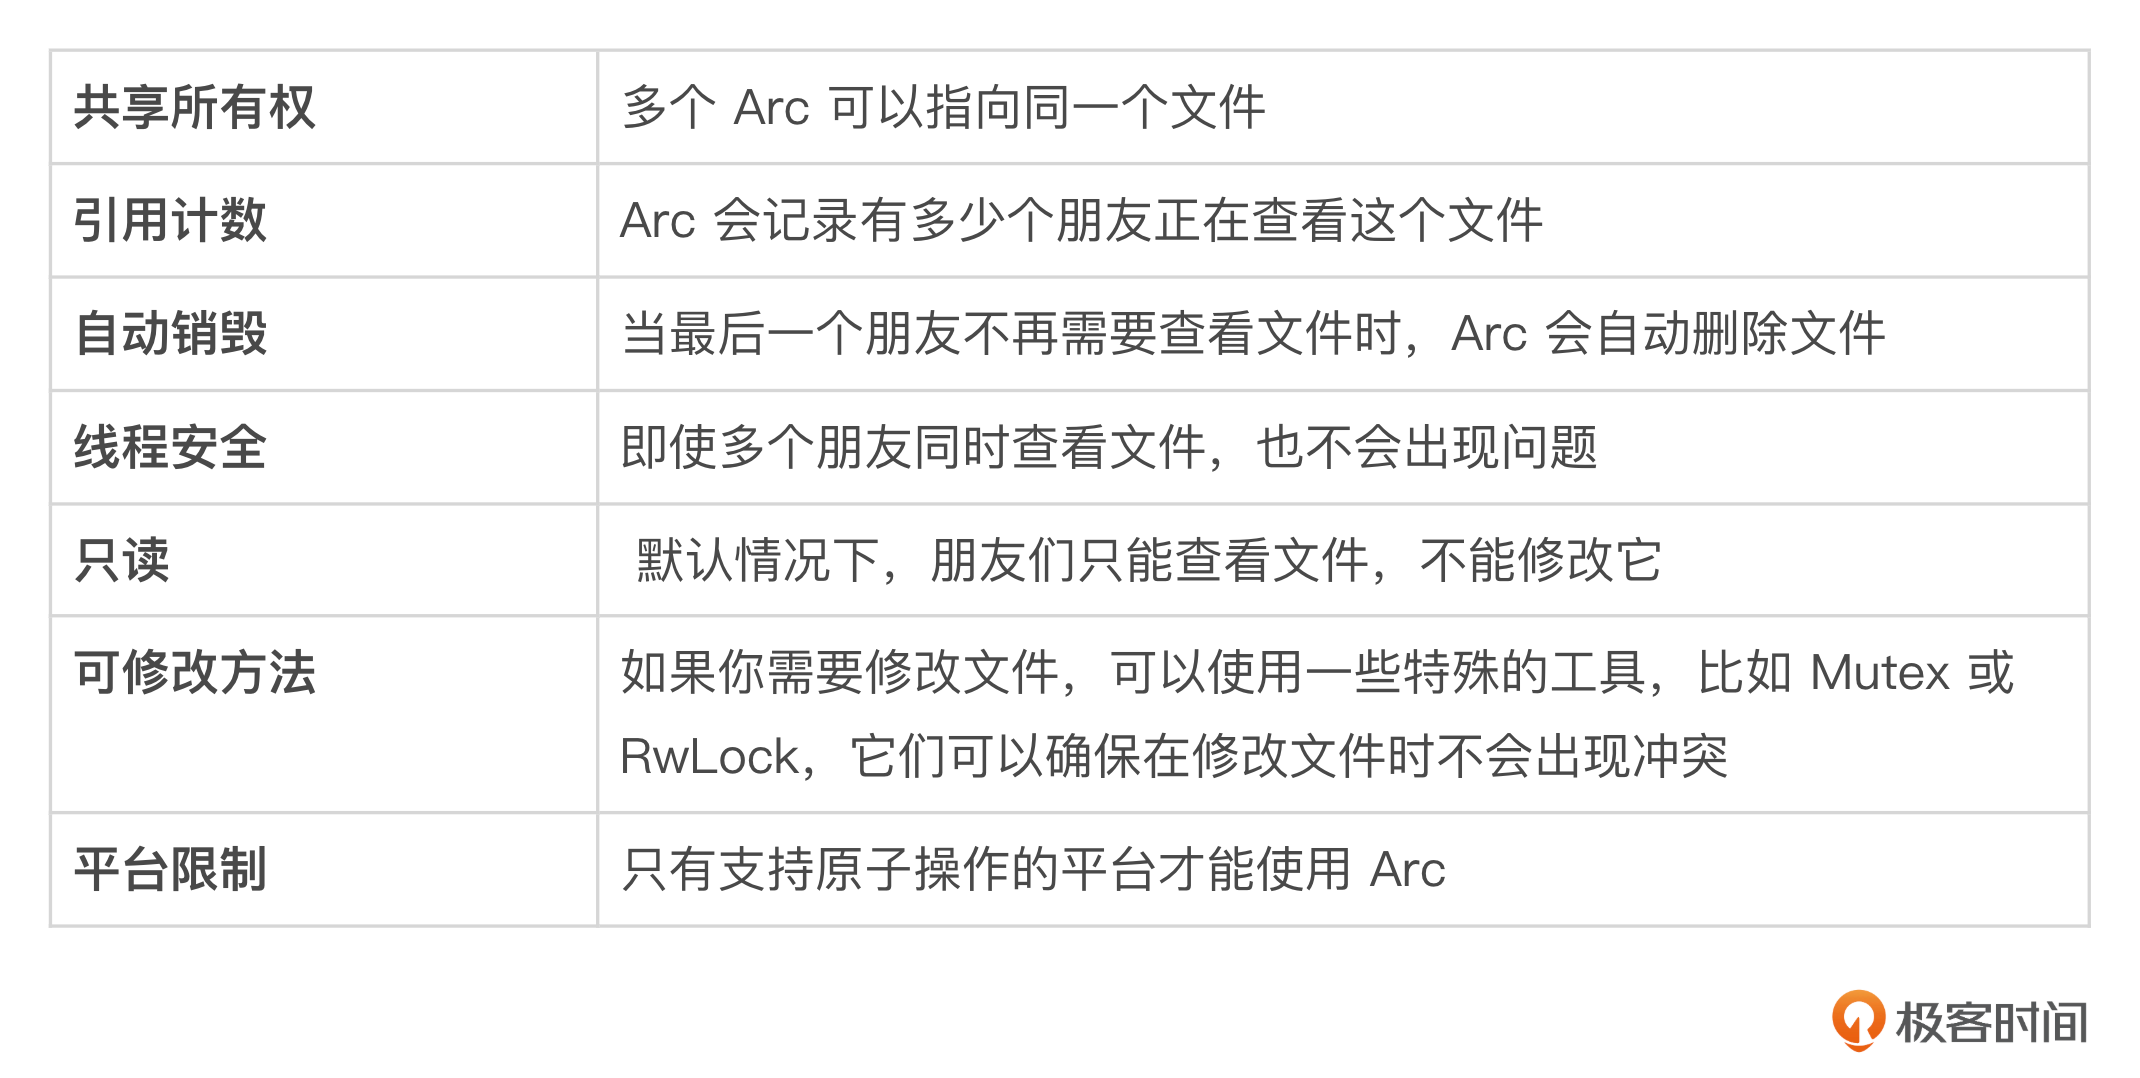 共享所有权
多个 Arc 可以指向同一个文件
引用计数
Arc 会记录有多少个朋友正在查看这个文件
自动销毁
当最后一个朋友不再需要查看文件时，Arc 会自动删除文件
线程安全
即使多个朋友同时查看文件，也不会出现问题
只读
默认情况下，朋友们只能查看文件，不能修改它
可修改方法
如果你需要修改文件，可以使用一些特殊的工具，比如 Mutex 或
RwLock，它们可以确保在修改文件时不会出现冲突
平台限制
只有支持原子操作的平台才能使用 Arc
极客时间